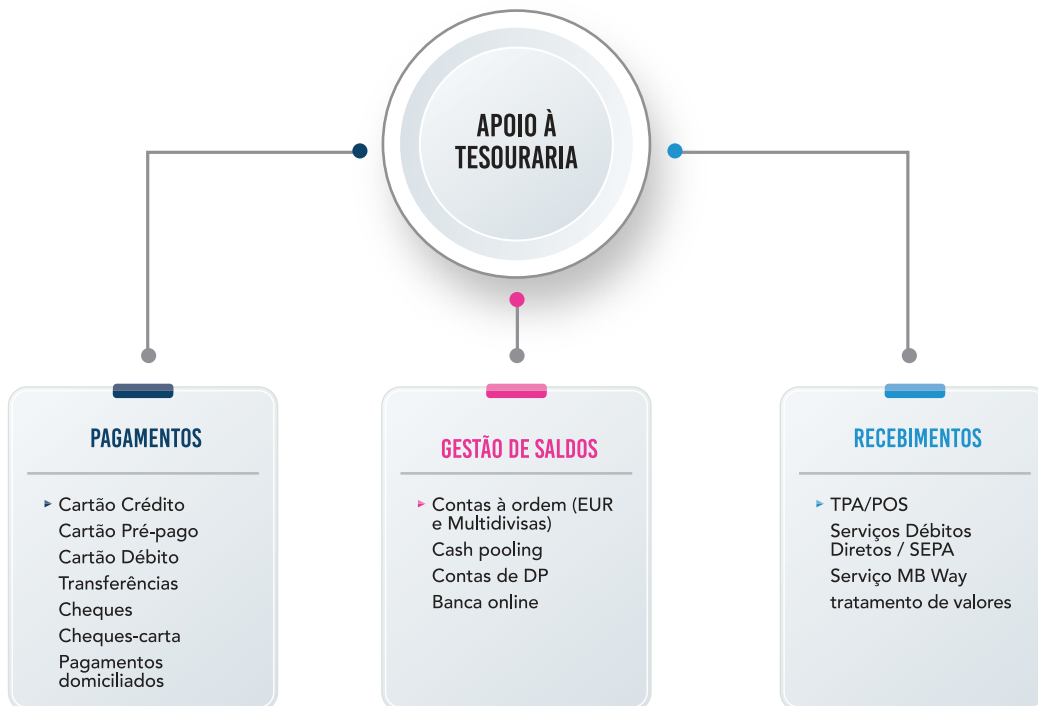 APOIO À
TESOURARIA
PAGAMENTOS
Cartão Crédito
Cartão Pré-pago
Cartão Débito
Transferências
Cheques
Cheques-carta
Pagamentos
domiciliados
GESTÃO DE SALDOS
Contas à ordem (EUR
e Multidivisas)
Cash pooling
Contas de DP
Banca online
RECEBIMENTOS
TPA/POS
Serviços Débitos
Diretos / SEPA
Serviço MB Way
tratamento de valores